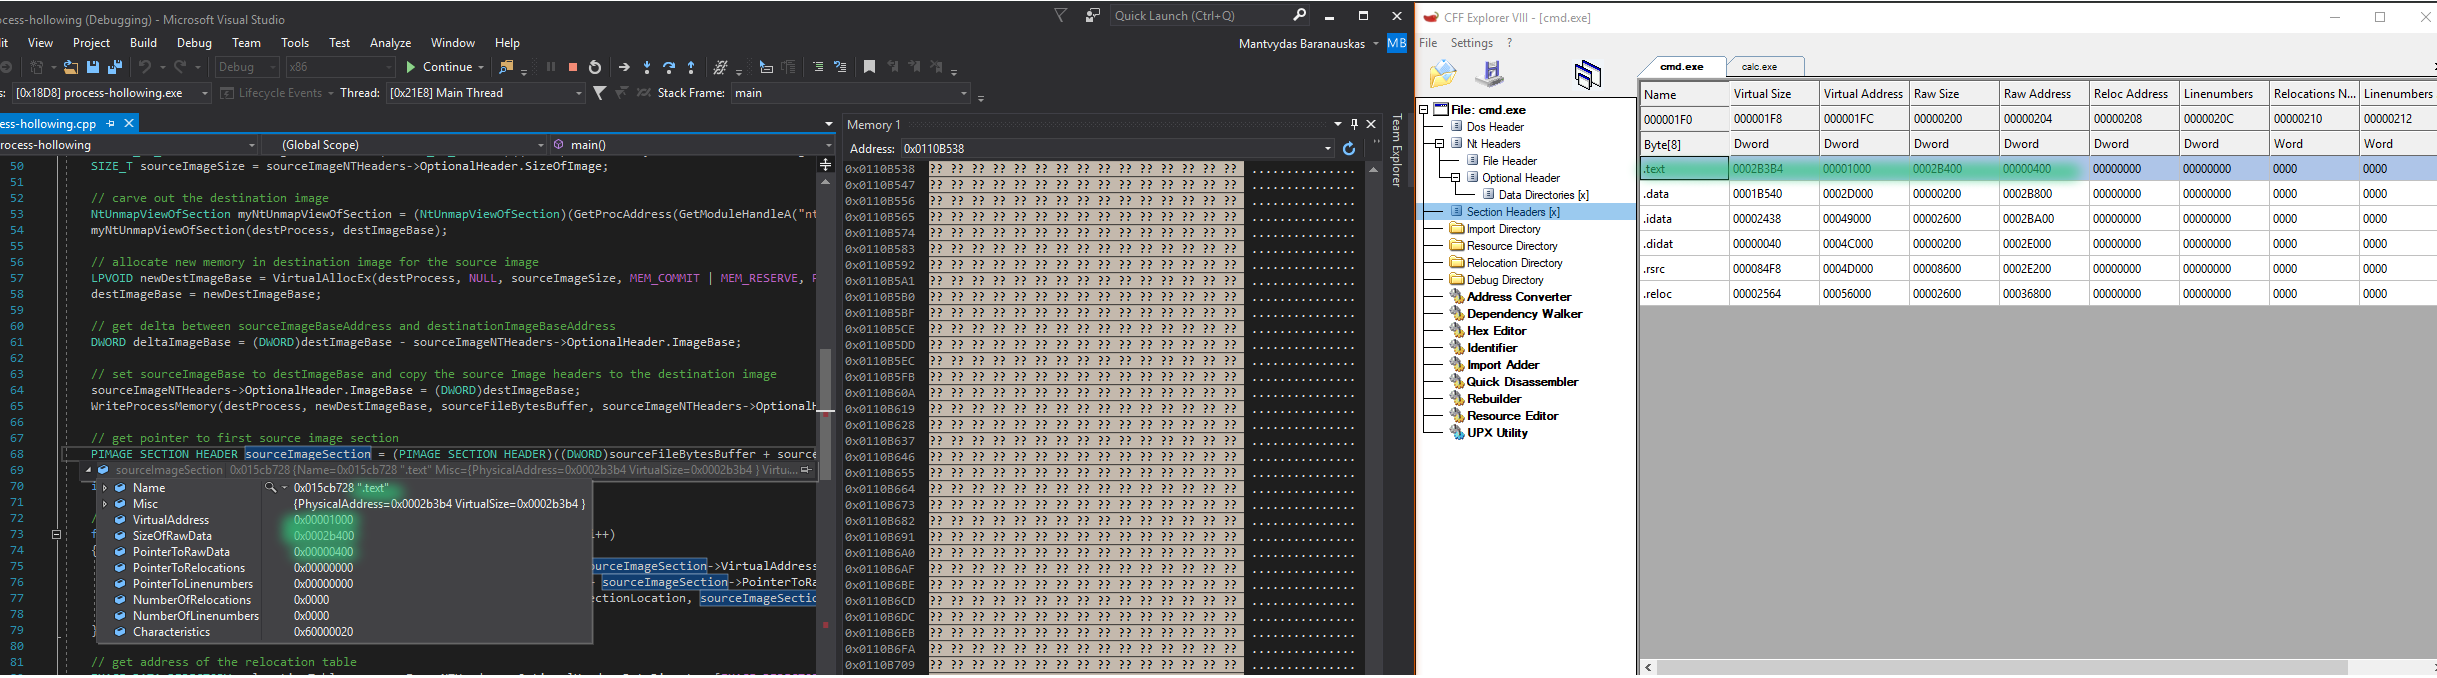 ocess-hollowing (Debugging) - Microsoft Visual Studio
Quick Launch (Ctrl+Q)
it View Project Build Debug Team Tools Test Analyze Window Help
Mantvydas Baranauskas MB
Debug x86 Continue
s: [0x18D8] process-hollowing.exe Lifecycle Events Thread: [0x21E8] Main Thread Stack Frame: main
ess-hollowing.cpp
rocess-hollowing (Global Scope) main()
50 SIZE_T sourceImageSize = sourceImageNTHeaders->OptionalHeader.SizeOfImage;
51
52 // carve out the destination image
53 NtUnmapViewOfSection myNtUnmapViewOfSection = (NtUnmapViewOfSection)(GetProcAddress(GetModuleHandleA("nt
54 myNtUnmapViewOfSection(destProcess, destImageBase);
55
56 // allocate new memory in destination image for the source image
57 LPVOID newDestImageBase = VirtualAllocEx(destProcess, NULL, sourceImageSize, MEM_COMMIT | MEM_RESERVE, P
58 destImageBase = newDestImageBase;
59
60 // get delta between sourceImageBaseAddress and destinationImageBaseAddress
61 DWORD deltaImageBase = (DWORD)destImageBase - sourceImageNTHeaders->OptionalHeader.ImageBase;
62
63 // set sourceImageBase to destImageBase and copy the source Image headers to the destination image
64 sourceImageNTHeaders->OptionalHeader.ImageBase = (DWORD)destImageBase;
65 WriteProcessMemory(destProcess, newDestImageBase, sourceFileBytesBuffer, sourceImageNTHeaders->OptionalH
66
67 // get pointer to first source image section
68 PIMAGE_SECTION_HEADER sourceImageSection = (PIMAGE_SECTION_HEADER)((DWORD)sourceFileBytesBuffer + source
69 sourceImageSection 0x015cb728 {Name=0x015cb728 ".text" Misc={PhysicalAddress=0x0002b3b4 VirtualSize=0x0002b3b4 } Virtu...
70 i Name 0x015cb728 ".text"
71 Misc {PhysicalAddress=0x0002b3b4 VirtualSize=0x0002b3b4 }
72 / VirtualAddress 0x00001000
73 f SizeOfRawData 0x0002b400 i++)
74 { PointerToRawData 0x00000400
75 PointerToRelocations 0x00000000 ourceImageSection->VirtualAddress
76 PointerToLinenumbers 0x00000000 sourceImageSection->PointerToRa
77 NumberOfRelocations 0x0000 ectionLocation, sourceImageSectio
78 NumberOfLinenumbers 0x0000
79 } Characteristics 0x60000020
80
81 // get address of the relocation table
Memory 1
Address: 0x0110B538
0x0110B538 ?? ?? ?? ?? ?? ?? ?? ?? ?? ?? ?? ?? ?? ?? ?? ...............
0x0110B547 ?? ?? ?? ?? ?? ?? ?? ?? ?? ?? ?? ?? ?? ?? ?? ...............
0x0110B556 ?? ?? ?? ?? ?? ?? ?? ?? ?? ?? ?? ?? ?? ?? ?? ...............
0x0110B565 ?? ?? ?? ?? ?? ?? ?? ?? ?? ?? ?? ?? ?? ?? ?? ...............
0x0110B574 ?? ?? ?? ?? ?? ?? ?? ?? ?? ?? ?? ?? ?? ?? ?? ...............
0x0110B583 ?? ?? ?? ?? ?? ?? ?? ?? ?? ?? ?? ?? ?? ?? ?? ...............
0x0110B592 ?? ?? ?? ?? ?? ?? ?? ?? ?? ?? ?? ?? ?? ?? ?? ...............
0x0110B5A1 ?? ?? ?? ?? ?? ?? ?? ?? ?? ?? ?? ?? ?? ?? ?? ...............
0x0110B5B0 ?? ?? ?? ?? ?? ?? ?? ?? ?? ?? ?? ?? ?? ?? ?? ...............
0x0110B5BF ?? ?? ?? ?? ?? ?? ?? ?? ?? ?? ?? ?? ?? ?? ?? ...............
0x0110B5CE ?? ?? ?? ?? ?? ?? ?? ?? ?? ?? ?? ?? ?? ?? ?? ...............
0x0110B5DD ?? ?? ?? ?? ?? ?? ?? ?? ?? ?? ?? ?? ?? ?? ?? ...............
0x0110B5EC ?? ?? ?? ?? ?? ?? ?? ?? ?? ?? ?? ?? ?? ?? ?? ...............
0x0110B5FB ?? ?? ?? ?? ?? ?? ?? ?? ?? ?? ?? ?? ?? ?? ?? ...............
0x0110B60A ?? ?? ?? ?? ?? ?? ?? ?? ?? ?? ?? ?? ?? ?? ?? ...............
0x0110B619 ?? ?? ?? ?? ?? ?? ?? ?? ?? ?? ?? ?? ?? ?? ?? ...............
0x0110B628 ?? ?? ?? ?? ?? ?? ?? ?? ?? ?? ?? ?? ?? ?? ?? ...............
0x0110B637 ?? ?? ?? ?? ?? ?? ?? ?? ?? ?? ?? ?? ?? ?? ?? ...............
0x0110B646 ?? ?? ?? ?? ?? ?? ?? ?? ?? ?? ?? ?? ?? ?? ?? ...............
0x0110B655 ?? ?? ?? ?? ?? ?? ?? ?? ?? ?? ?? ?? ?? ?? ?? ...............
0x0110B664 ?? ?? ?? ?? ?? ?? ?? ?? ?? ?? ?? ?? ?? ?? ?? ...............
0x0110B673 ?? ?? ?? ?? ?? ?? ?? ?? ?? ?? ?? ?? ?? ?? ?? ...............
0x0110B682 ?? ?? ?? ?? ?? ?? ?? ?? ?? ?? ?? ?? ?? ?? ?? ...............
0x0110B691 ?? ?? ?? ?? ?? ?? ?? ?? ?? ?? ?? ?? ?? ?? ?? ...............
0x0110B6A0 ?? ?? ?? ?? ?? ?? ?? ?? ?? ?? ?? ?? ?? ?? ?? ...............
0x0110B6AF ?? ?? ?? ?? ?? ?? ?? ?? ?? ?? ?? ?? ?? ?? ?? ...............
0x0110B6BE ?? ?? ?? ?? ?? ?? ?? ?? ?? ?? ?? ?? ?? ?? ?? ...............
0x0110B6CD ?? ?? ?? ?? ?? ?? ?? ?? ?? ?? ?? ?? ?? ?? ?? ...............
0x0110B6DC ?? ?? ?? ?? ?? ?? ?? ?? ?? ?? ?? ?? ?? ?? ?? ...............
0x0110B6EB ?? ?? ?? ?? ?? ?? ?? ?? ?? ?? ?? ?? ?? ?? ?? ...............
0x0110B6FA ?? ?? ?? ?? ?? ?? ?? ?? ?? ?? ?? ?? ?? ?? ?? ...............
0x0110B709 ?? ?? ?? ?? ?? ?? ?? ?? ?? ?? ?? ?? ?? ?? ?? ...............
Team Explorer
CFF Explorer VIII - [cmd.exe]
File Settings ?
File: cmd.exe
Dos Header
Nt Headers
File Header
Optional Header
Data Directories [x]
Section Headers [x]
Import Directory
Resource Directory
Relocation Directory
Debug Directory
Address Converter
Dependency Walker
Hex Editor
Identifier
Import Adder
Quick Disassembler
Rebuilder
Resource Editor
UPX Utility
cmd.exe calc.exe
Name Virtual Size Virtual Address Raw Size Raw Address Reloc Address Linenumbers Relocations N... Linenumbers
000001F0 000001F8 000001FC 00000200 00000204 00000208 0000020C 00000210 00000212
Byte[8] Dword Dword Dword Dword Dword Dword Word Word
.text 0002B3B4 00001000 0002B400 00000400 00000000 00000000 0000 0000
.data 0001B540 0002D000 00000200 0002B800 00000000 00000000 0000 0000
.idata 00002438 00049000 00002600 0002BA00 00000000 00000000 0000 0000
.didat 00000040 0004C000 00000200 0002E000 00000000 00000000 0000 0000
.rsrc 000084F8 0004D000 00008600 0002E200 00000000 00000000 0000 0000
.reloc 00002564 00056000 00002600 00036800 00000000 00000000 0000 0000